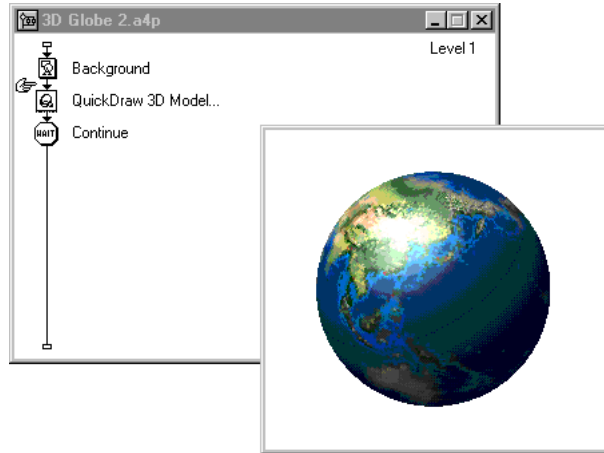 3D Globe 2.a4p
Level 1
Background
QuickDraw 3D Model...
WAIT
Continue